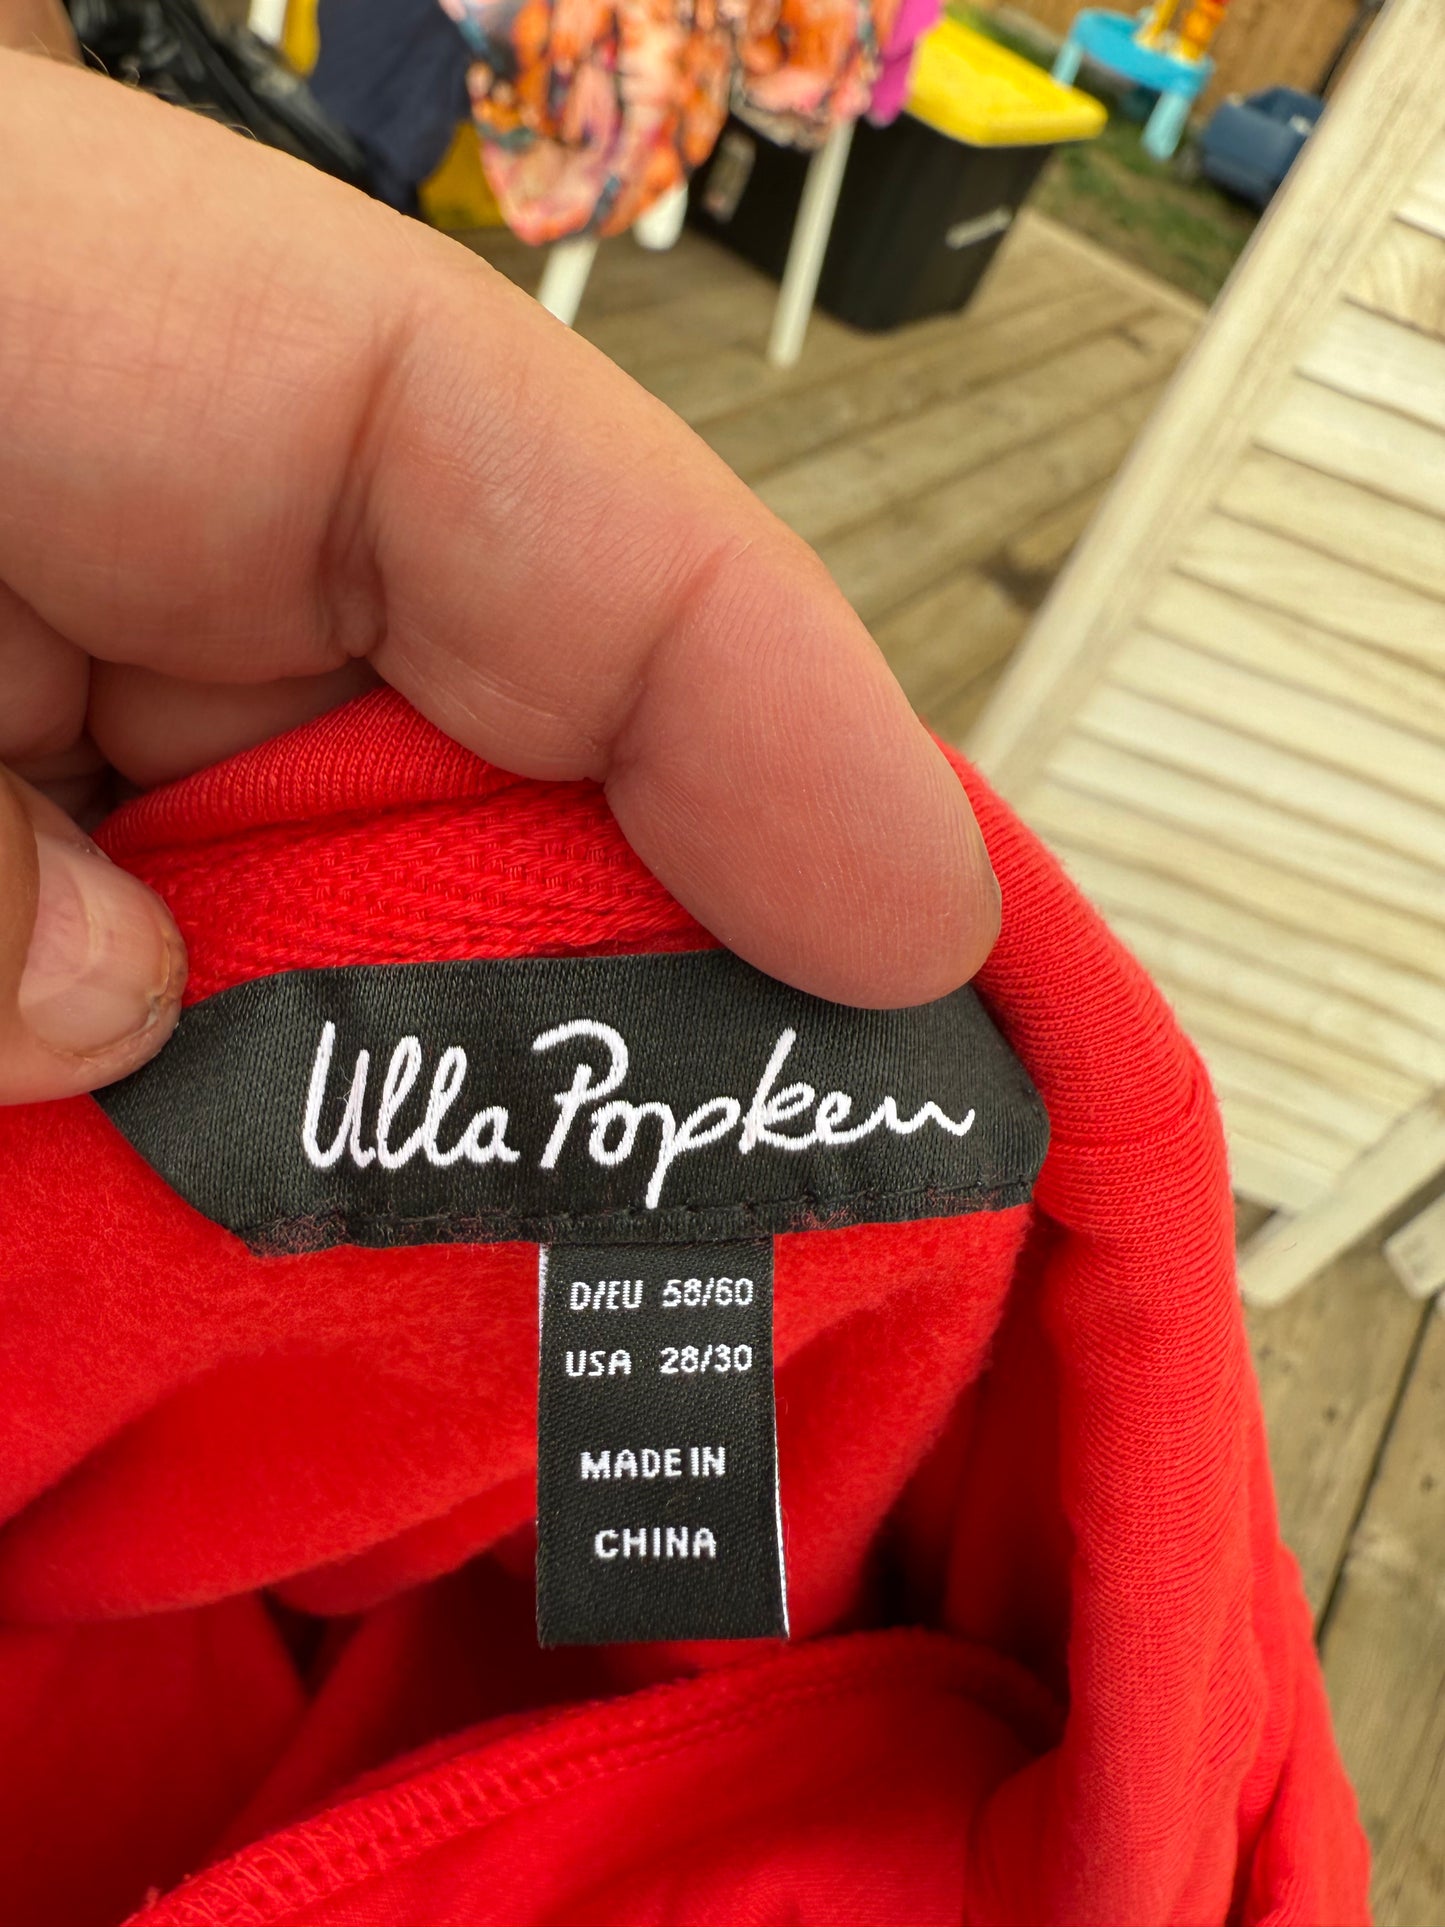 Ulla Popken
D/EU 58/60
USA 28/30
MADE IN
CHINA